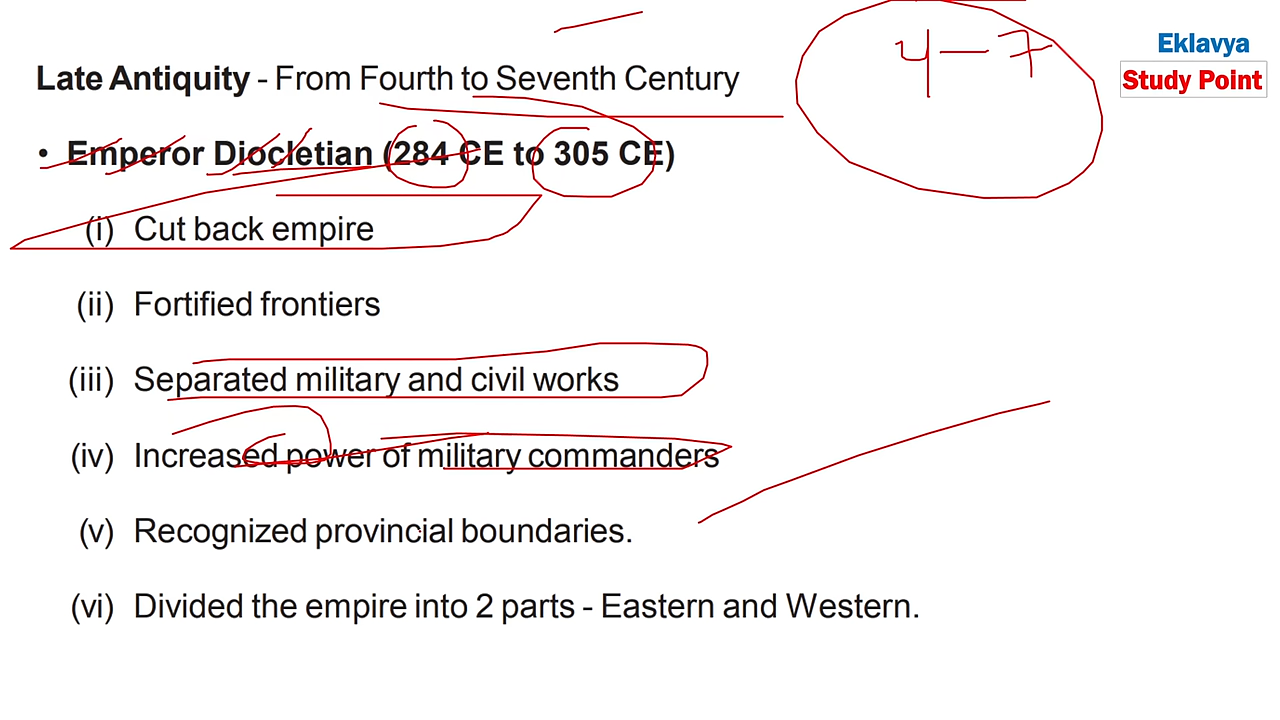 4-7
Eklavya
Study Point
Late Antiquity - From Fourth to Seventh Century
• Emperor Diocletian (284 CE to 305 CE)
(i) Cut back empire
(ii) Fortified frontiers
(iii) Separated military and civil works
(iv) Increased power of military commanders
(v) Recognized provincial boundaries.
(vi) Divided the empire into 2 parts - Eastern and Western.